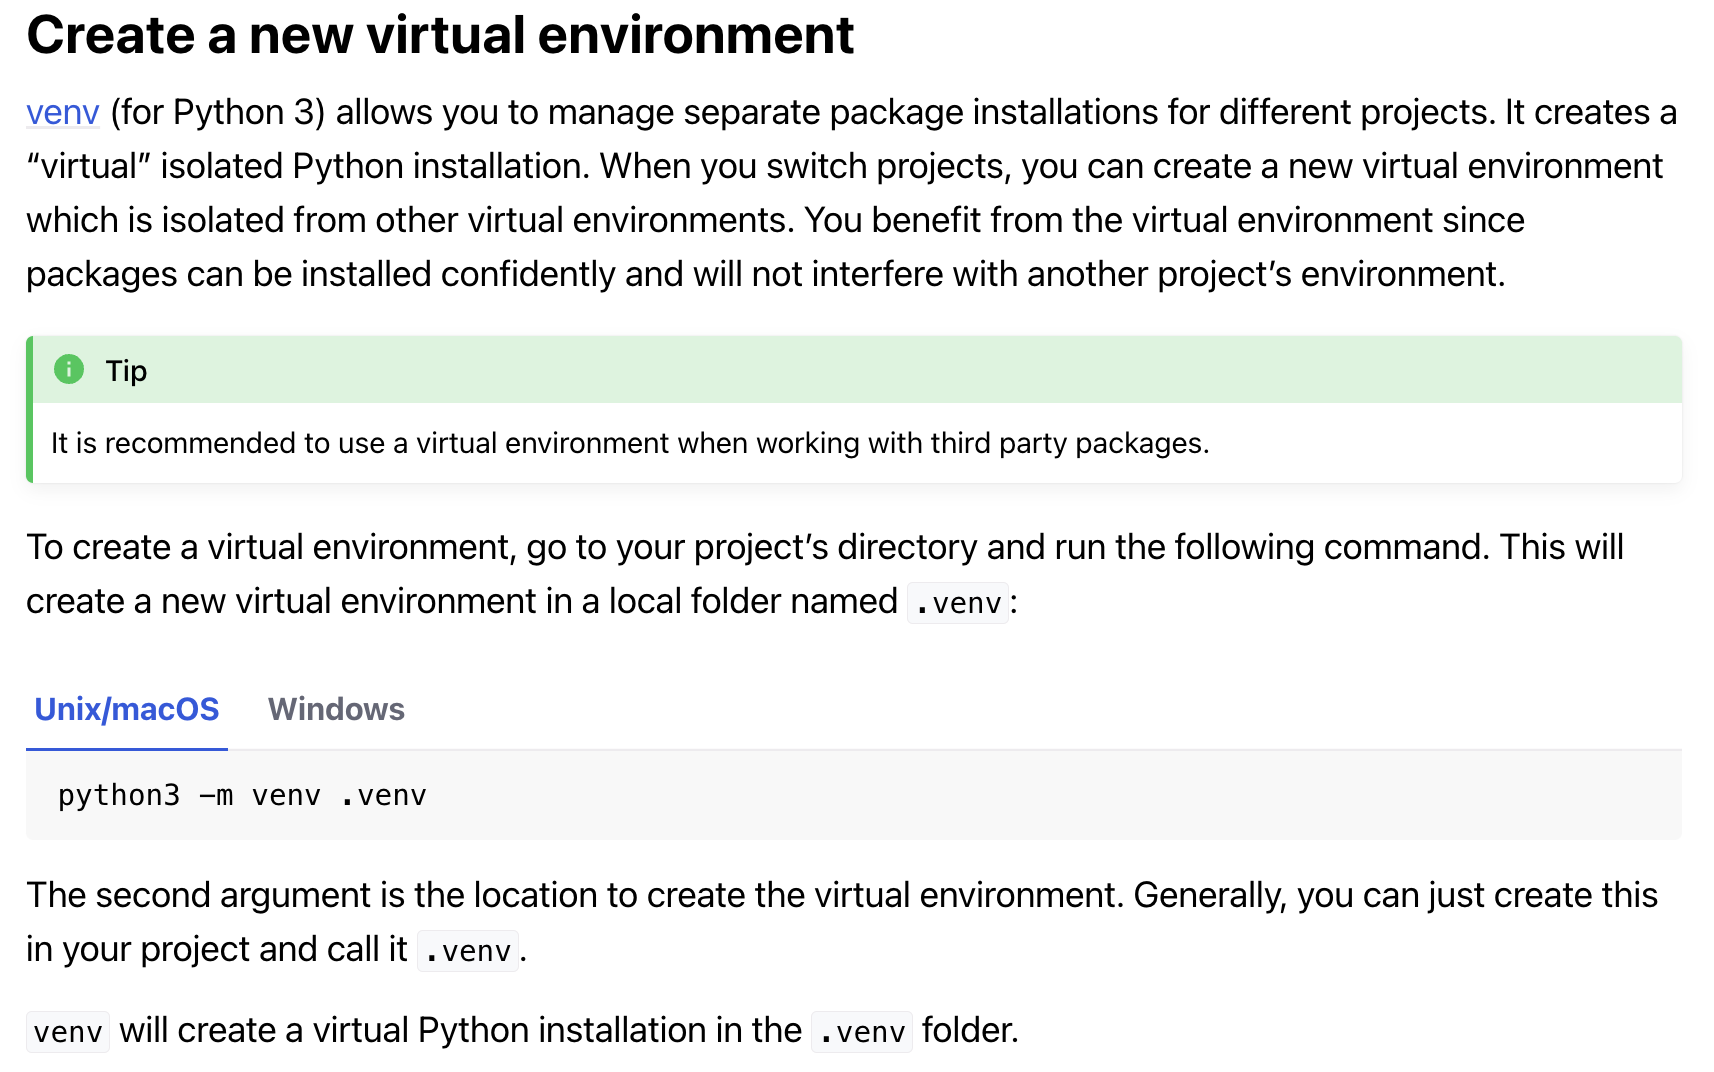 Create a new virtual environment
venv (for Python 3) allows you to manage separate package installations for different projects. It creates a
“virtual” isolated Python installation. When you switch projects, you can create a new virtual environment
which is isolated from other virtual environments. You benefit from the virtual environment since
packages can be installed confidently and will not interfere with another project’s environment.
Tip
It is recommended to use a virtual environment when working with third party packages.
To create a virtual environment, go to your project’s directory and run the following command. This will
create a new virtual environment in a local folder named .venv:
Unix/macOS Windows
python3 -m venv .venv
The second argument is the location to create the virtual environment. Generally, you can just create this
in your project and call it .venv.
venv will create a virtual Python installation in the .venv folder.